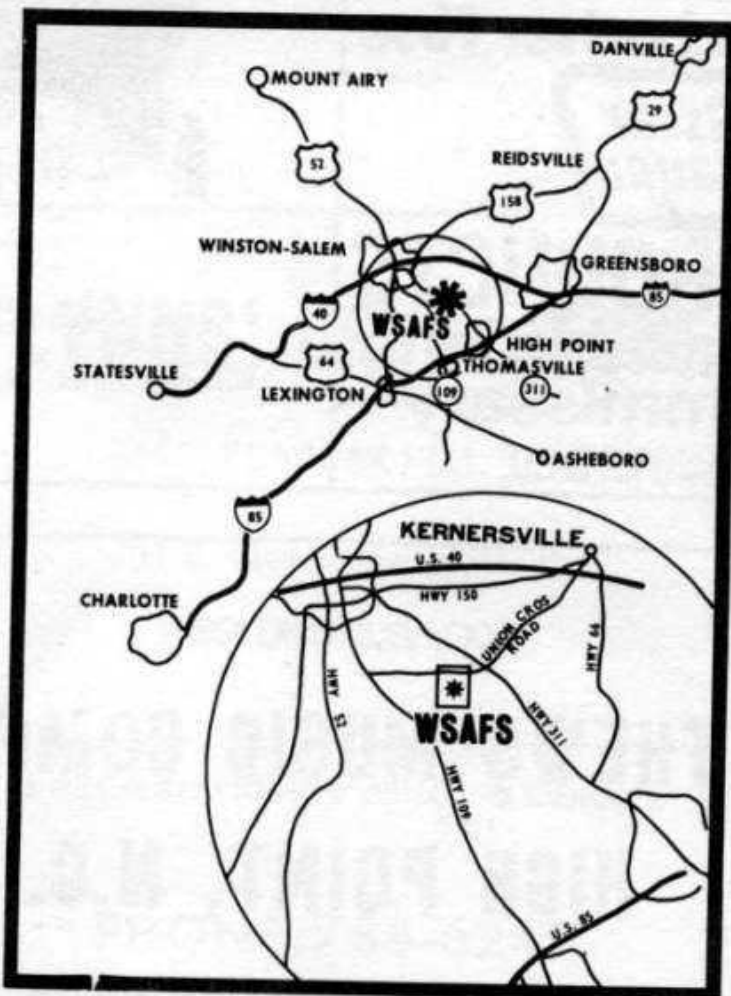 DANVILLE
MOUNT AIRY
29
52
REIDSVILLE
158
WINSTON-SALEM
GREENSBORO
85
40
WSAFS
HIGH POINT
64
THOMASVILLE
STATESVILLE
LEXINGTON
109
311
ASHEBORO
85
KERNERSVILLE
U.S. 40
HWY 150
CHARLOTTE
UNION CROS
ROAD
HWY 66
HWY 52
WSAFS
HWY 311
HWY 109
U.S. 85